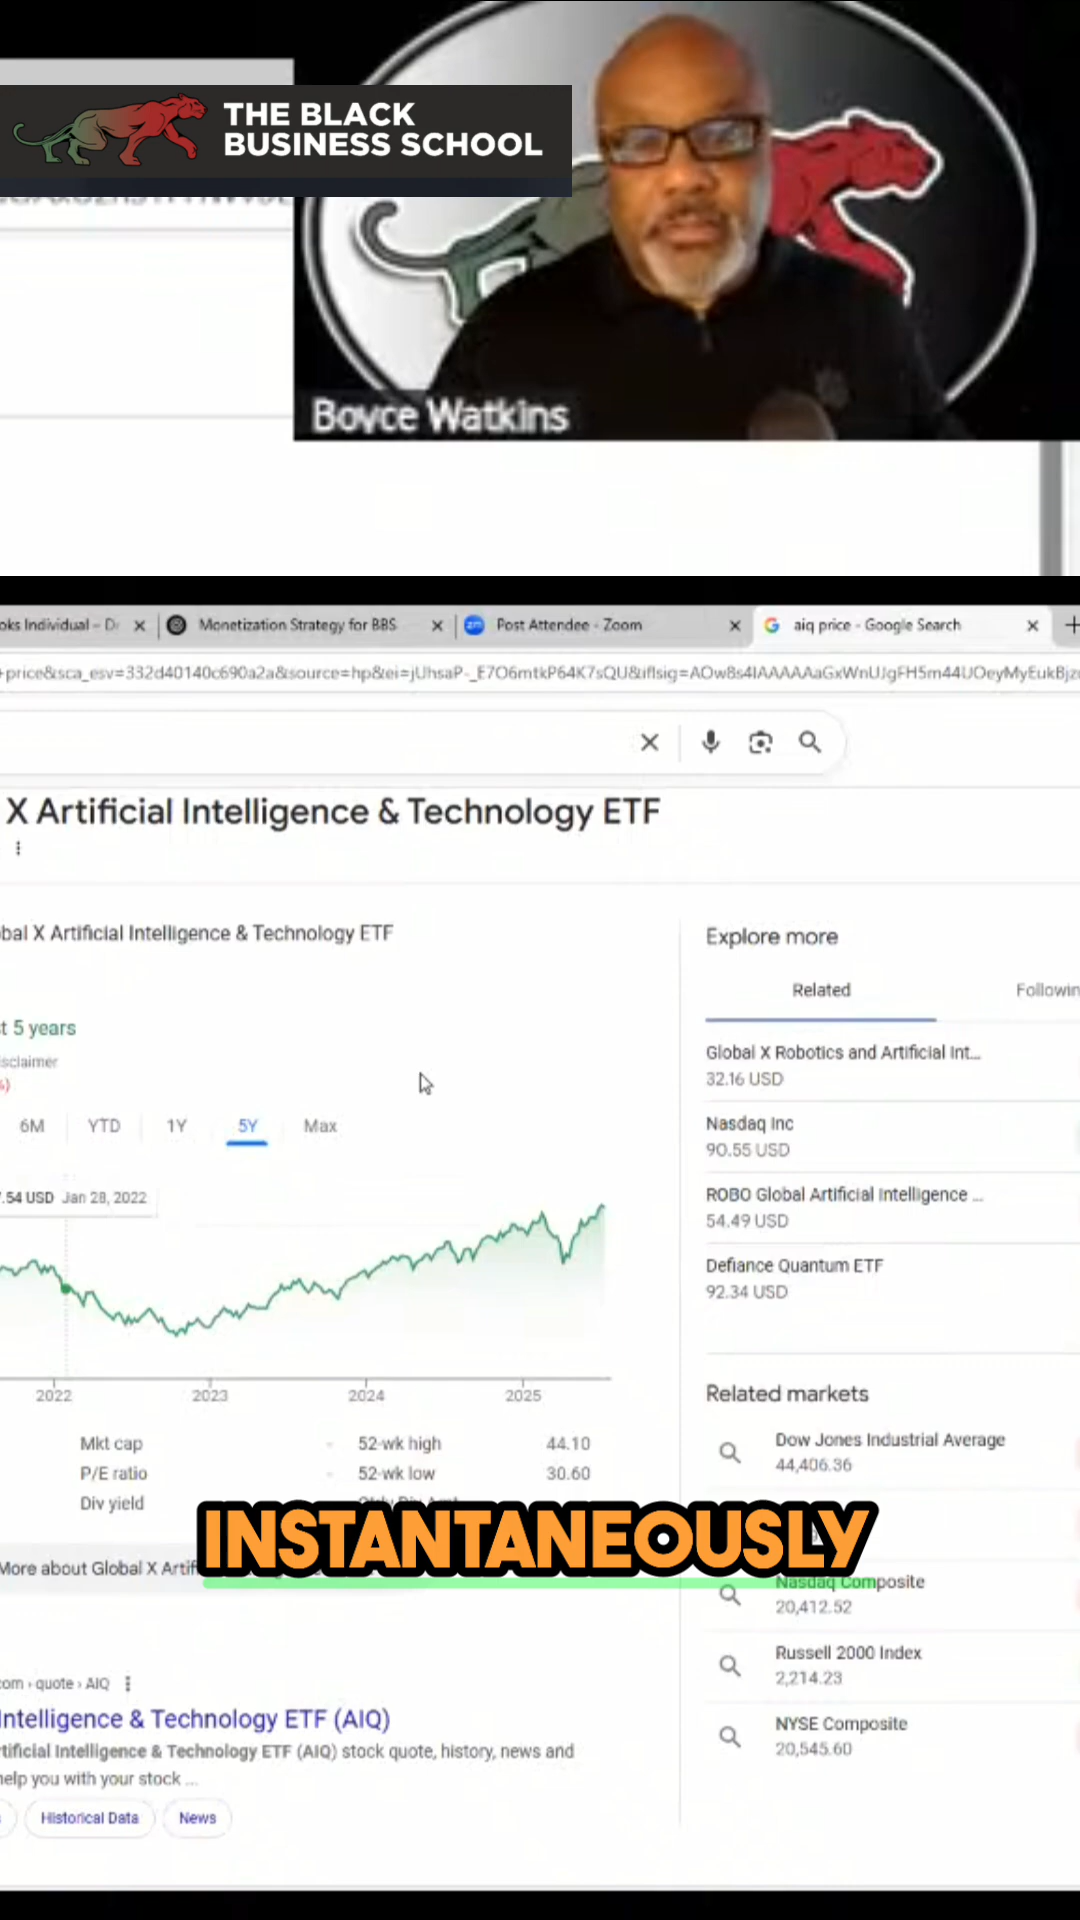 THE BLACK
BUSINESS SCHOOL
Boyce Watkins
oks Individual – D
Monetization Strategy for BBS
zm Post Attendee - Zoom
aiq price - Google Search
X Artificial Intelligence & Technology ETF
bal X Artificial Intelligence & Technology ETF
t 5 years
isclaimer
6M YTD 1Y 5Y Max
.54 USD Jan 28, 2022
2022 2023 2024 2025
Mkt cap - 52-wk high 44.10
P/E ratio - 52-wk low 30.60
Div yield
INSTANTANEOUSLY
More about Global X Artif
com › quote › AIQ
Intelligence & Technology ETF (AIQ)
tificial Intelligence & Technology ETF (AIQ) stock quote, history, news and
help you with your stock ...
Historical Data News
Explore more
Related Followin
Global X Robotics and Artificial Int...
32.16 USD
Nasdaq Inc
90.55 USD
ROBO Global Artificial Intelligence ...
54.49 USD
Defiance Quantum ETF
92.34 USD
Related markets
Dow Jones Industrial Average
44,406.36
Nasdaq Composite
20,412.52
Russell 2000 Index
2,214.23
NYSE Composite
20,545.60